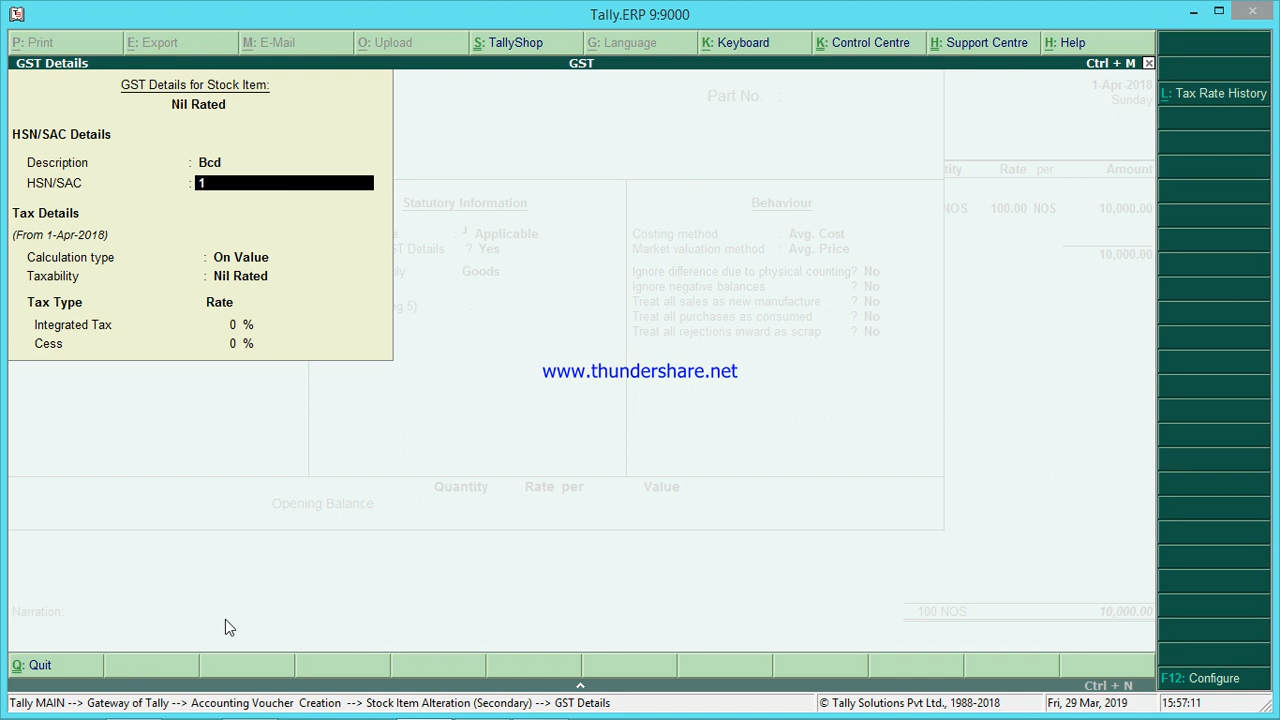 Tally.ERP 9:9000
P: Print E: Export M: E-Mail O: Upload S: TallyShop G: Language K: Keyboard K: Control Centre H: Support Centre H: Help
GST Details GST Ctrl + M
GST Details for Stock Item:
Nil Rated
HSN/SAC Details
Description : Bcd
HSN/SAC : 1
Tax Details
(From 1-Apr-2018)
Calculation type : On Value
Taxability : Nil Rated
Tax Type Rate
Integrated Tax 0 %
Cess 0 %
Part No. :
1-Apr-2018
Sunday
Rate per Amount
NOS 100.00 NOS 10,000.00
10,000.00
Statutory Information
Applicable
GST Details ? Yes
: Goods
Behaviour
Costing method : Avg. Cost
Market valuation method : Avg. Price
Ignore difference due to physical counting? No
Ignore negative balances ? No
Treat all sales as new manufacture ? No
Treat all purchases as consumed ? No
Treat all rejections inward as scrap ? No
www.thundershare.net
Quantity Rate per Value
Opening Balance
Narration:
100 NOS 10,000.00
L: Tax Rate History
F12: Configure
Q: Quit
Ctrl + N
Tally MAIN --> Gateway of Tally --> Accounting Voucher Creation --> Stock Item Alteration (Secondary) --> GST Details © Tally Solutions Pvt Ltd., 1988-2018 Fri, 29 Mar, 2019 15:57:11